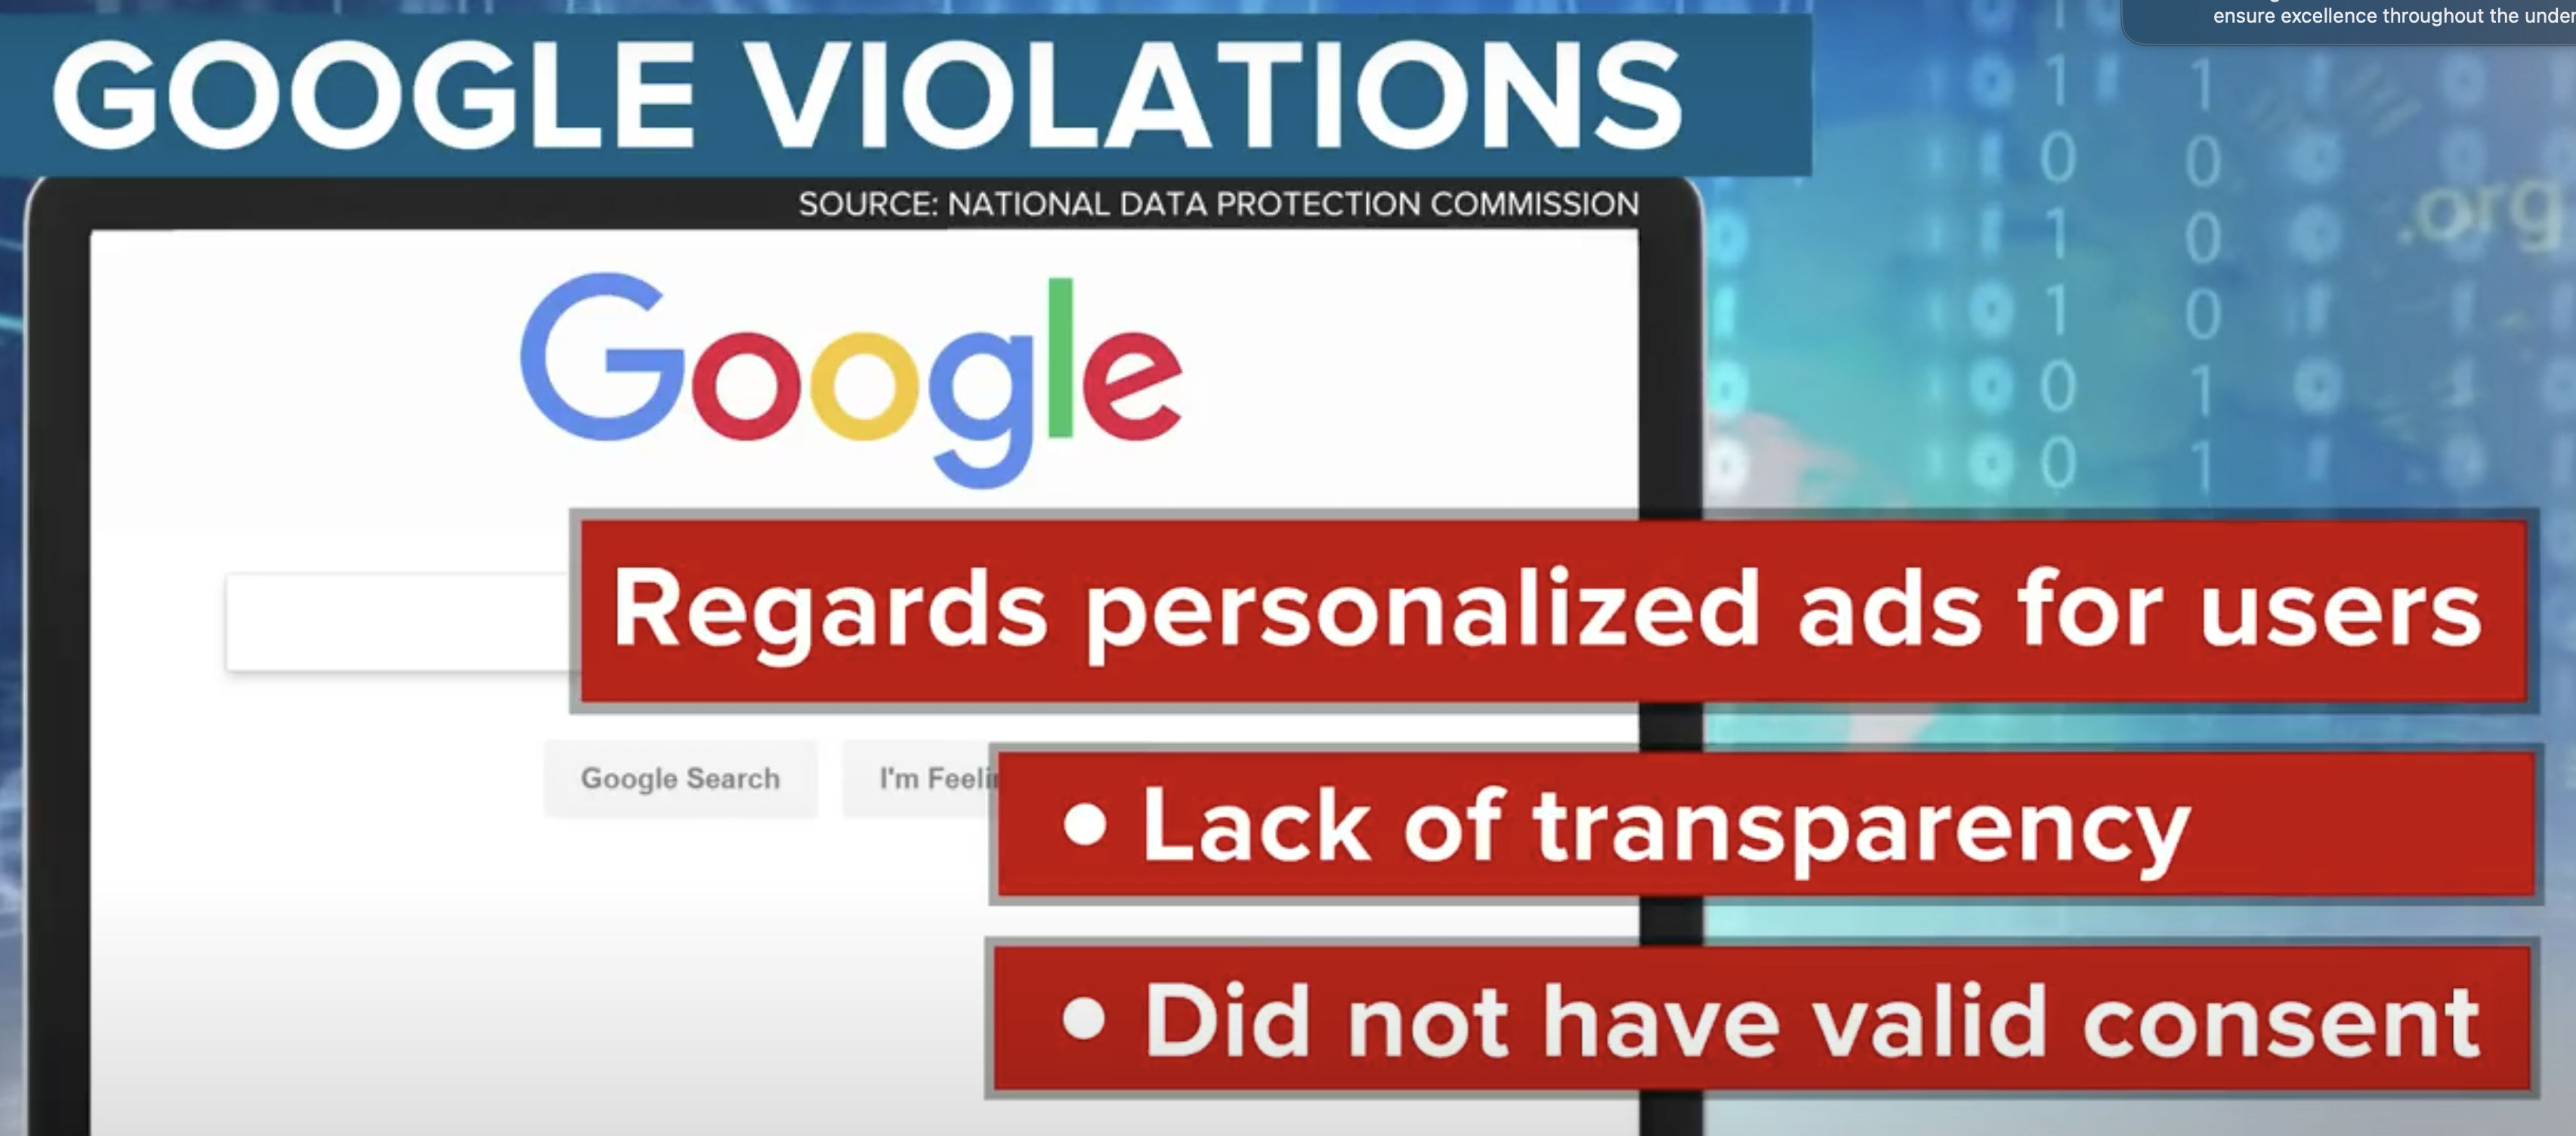 ensure excellence throughout the
GOOGLE VIOLATIONS
SOURCE: NATIONAL DATA PROTECTION COMMISSION
.org
Google
Regards personalized ads for users
Google Search
I'm
• Lack of transparency
• Did not have valid consent